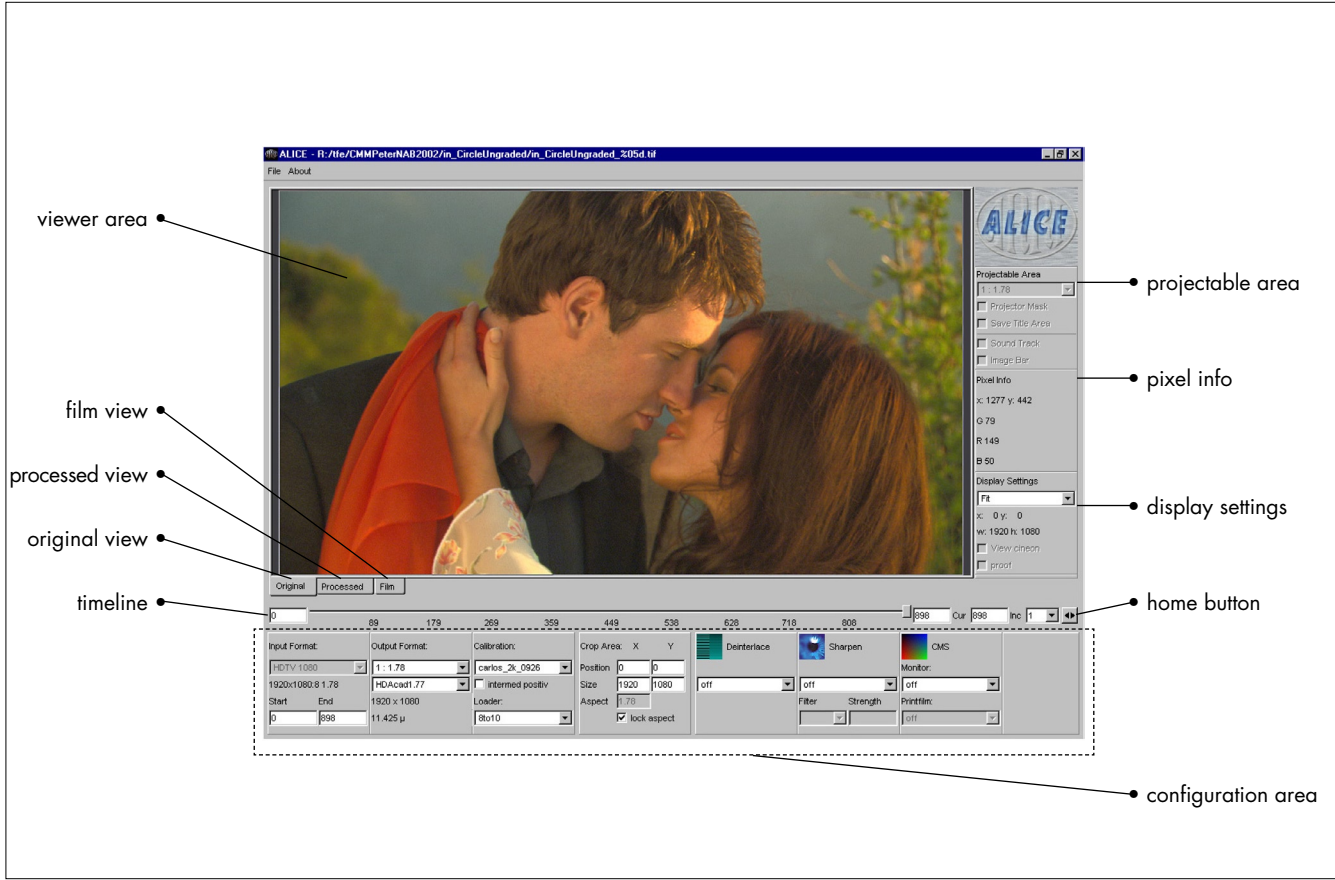 ALICE - R:/tfe/CMMPeterNAB2002/in_CircleUngraded/in_CircleUngraded_%05d.tif
File About
viewer area
film view
processed view
original view
timeline
ALICE
Projectable Area
1 : 1.78
Projector Mask
Save Title Area
Sound Track
Image Bar
Pixel Info
x: 1277 y: 442
G 79
R 149
B 50
Display Settings
Fit
x: 0 y: 0
w: 1920 h: 1080
View cineon
proof
projectable area
pixel info
display settings
home button
configuration area
Original Processed Film
0 898 Cur 898 Inc 1
89 179 269 359 449 538 628 718 808
Input Format:
HDTV 1080
1920x1080:8 1.78
Start End
0 898
Output Format:
1 : 1.78
HDAcad1.77
1920 x 1080
11.425 µ
Calibration:
carlos_2k_0926
intermed positiv
Loader:
8to10
Crop Area: X Y
Position 0 0
Size 1920 1080
Aspect 1.78
lock aspect
Deinterlace
off
Sharpen
off
Filter Strength
CMS
Monitor:
off
Printfilm:
off